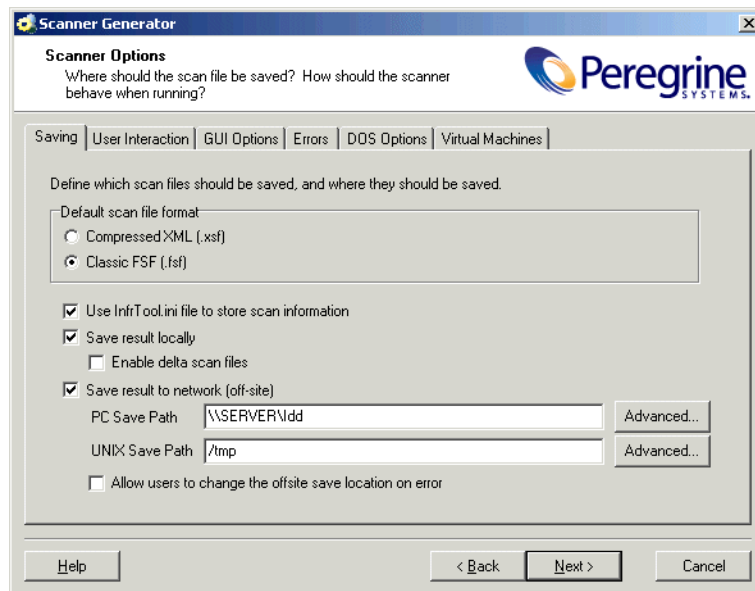 Scanner Generator
Scanner Options
Where should the scan file be saved? How should the scanner
behave when running?
Peregrine
SYSTEMS.
Saving
User Interaction
GUI Options
Errors
DOS Options
Virtual Machines
Define which scan files should be saved, and where they should be saved.
Default scan file format
Compressed XML (.xsf)
Classic FSF (.fsf)
Use InfrTool.ini file to store scan information
Save result locally
Enable delta scan files
Save result to network (off-site)
PC Save Path \\SERVER\Idd Advanced...
UNIX Save Path /tmp Advanced...
Allow users to change the offsite save location on error
Help
< Back
Next >
Cancel